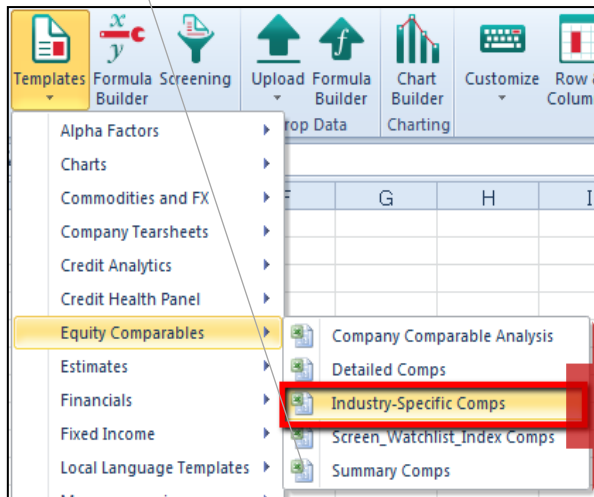 x
y
f
Templates Formula Screening Upload Formula Chart Customize Row
Builder Builder Builder Colum
rop Data Charting
Alpha Factors
Charts
Commodities and FX
F G H I
Company Tearsheets
Credit Analytics
Credit Health Panel
Equity Comparables
Company Comparable Analysis
Estimates
Detailed Comps
Financials
Industry-Specific Comps
Fixed Income
Screen_Watchlist_Index Comps
Local Language Templates
Summary Comps